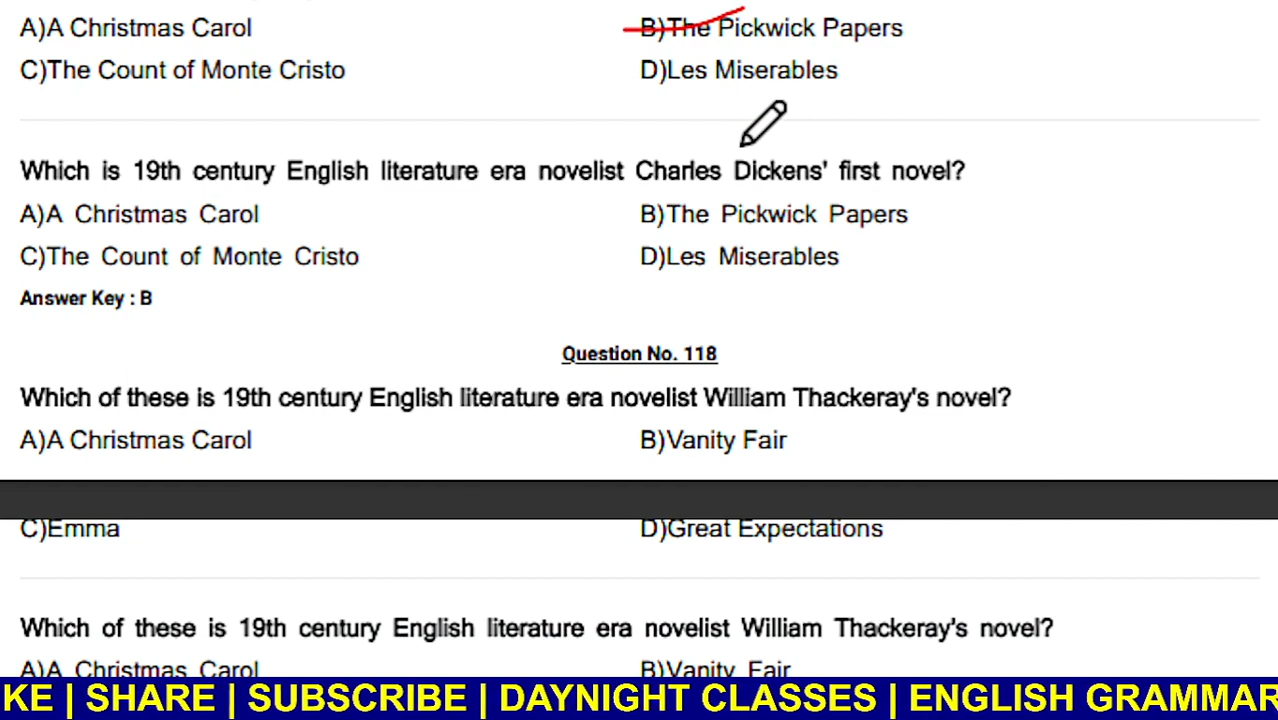 A)A Christmas Carol B)The Pickwick Papers
C)The Count of Monte Cristo D)Les Miserables
Which is 19th century English literature era novelist Charles Dickens' first novel?
A)A Christmas Carol B)The Pickwick Papers
C)The Count of Monte Cristo D)Les Miserables
Answer Key : B
Question No. 118
Which of these is 19th century English literature era novelist William Thackeray's novel?
A)A Christmas Carol B)Vanity Fair
C)Emma D)Great Expectations
Which of these is 19th century English literature era novelist William Thackeray's novel?
A)A Christmas Carol B)Vanity Fair
KE | SHARE | SUBSCRIBE | DAYNIGHT CLASSES | ENGLISH GRAMMAR